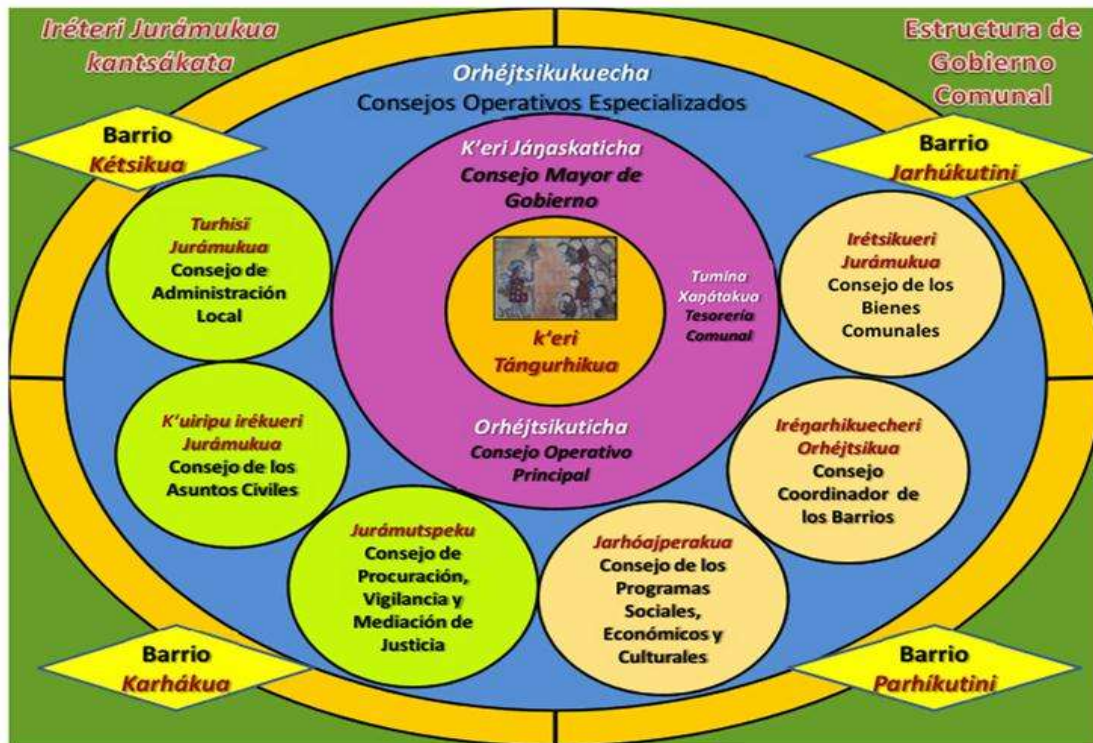 Iréteri Jurámukua
kantsákata
Estructura de
Gobierno
Comunal
Orhéjtsikukuecha
Consejos Operativos Especializados
Barrio
Kétsikua
Barrio
Jarhúkutini
K'eri Jáŋaskaticha
Consejo Mayor de
Gobierno
Turhisï
Jurámukua
Consejo de
Administración
Local
Irétsikueri
Jurámukua
Consejo de los
Bienes
Comunales
Tumina
Xaŋátakua
Tesorería
Comunal
k'eri
Tángurhikua
K'uiripu irékueri
Jurámukua
Consejo de los
Asuntos Civiles
Orhéjtsikuticha
Consejo Operativo
Principal
Iréŋarhikuecheri
Orhéjtsikua
Consejo
Coordinador de
los Barrios
Jurámutspeku
Consejo de
Procuración,
Vigilancia y
Mediación de
Justicia
Jarhóajperakua
Consejo de los
Programas
Sociales,
Económicos y
Culturales
Barrio
Karhákua
Barrio
Parhíkutini